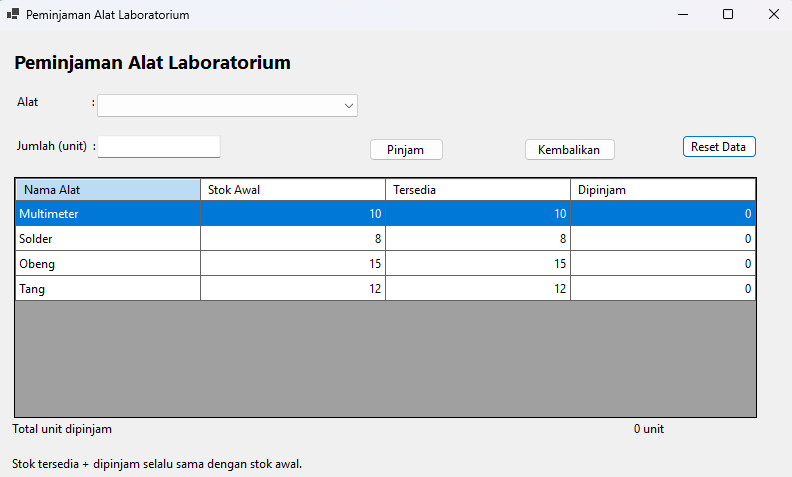 Peminjaman Alat Laboratorium
Peminjaman Alat Laboratorium
Alat :
Jumlah (unit) : Pinjam Kembalikan Reset Data
Nama Alat Stok Awal Tersedia Dipinjam
Multimeter 10 10 0
Solder 8 8 0
Obeng 15 15 0
Tang 12 12 0
Total unit dipinjam 0 unit
Stok tersedia + dipinjam selalu sama dengan stok awal.